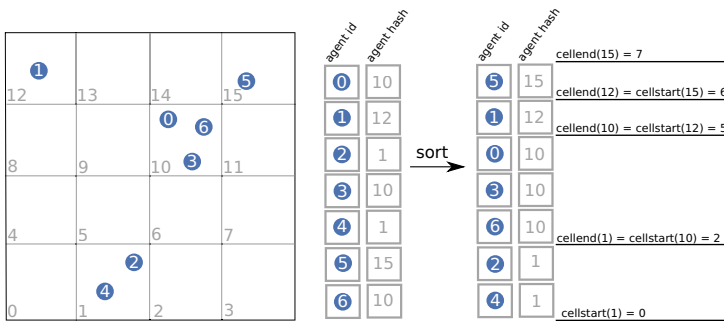 1
5
12 13 14 15
0
6
3
8 9 10 11
4 5 6 7
2
4
0 1 2 3
agent id agent hash
0 10
1 12
2 1
3 10
4 1
5 15
6 10
sort
agent id agent hash
5 15
1 12
0 10
3 10
6 10
2 1
4 1
cellend(15) = 7
cellend(12) = cellstart(15) = 6
cellend(10) = cellstart(12) = 5
cellend(1) = cellstart(10) = 2
cellstart(1) = 0